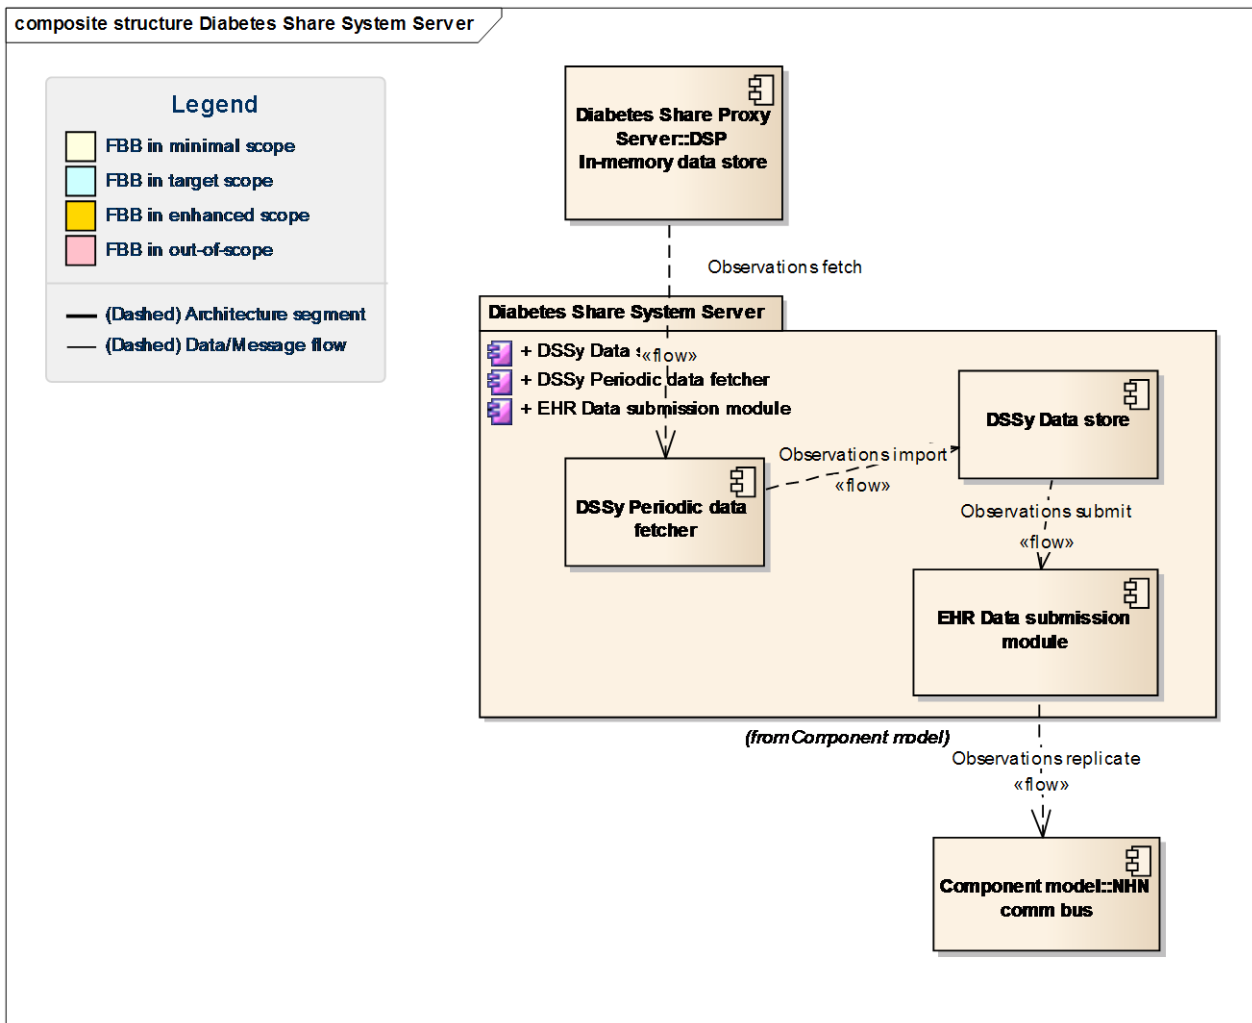 composite structure Diabetes Share System Server
Legend
FBB in minimal scope
FBB in target scope
FBB in enhanced scope
FBB in out-of-scope
(Dashed) Architecture segment
(Dashed) Data/Message flow
Diabetes Share Proxy
Server::DSP
In-memory data store
Observations fetch
Diabetes Share System Server
+ DSSy Data s
«flow»
+ DSSy Periodic data fetcher
+ EHR Data submission module
DSSy Data store
Observations import
«flow»
DSSy Periodic data
fetcher
Observations submit
«flow»
EHR Data submission
module
(from Component model)
Observations replicate
«flow»
Component model::NHN
comm bus